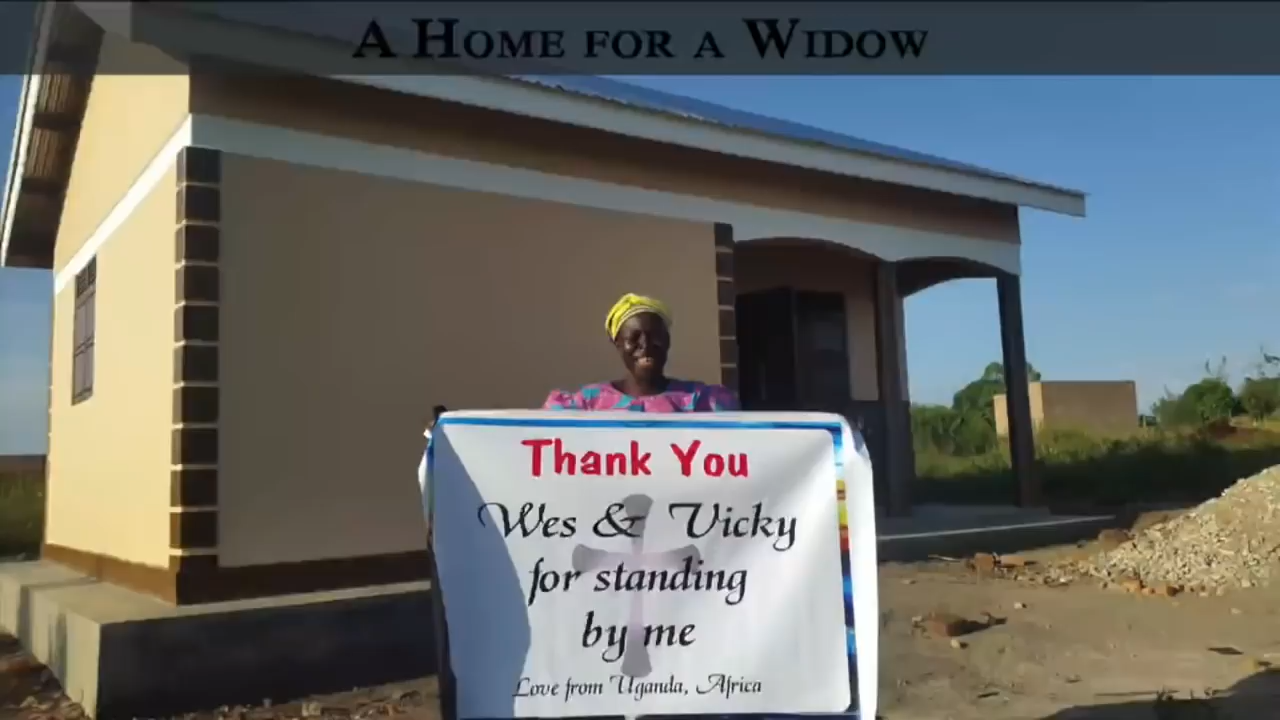 A Home for a Widow
Thank You
Wes & Vicky
for standing
by me
Love from Uganda, Africa